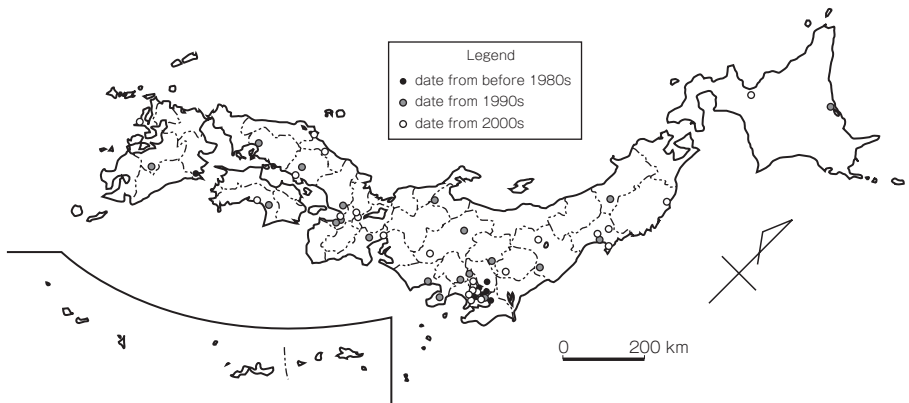 Legend
date from before 1980s
date from 1990s
date from 2000s
0 200 km